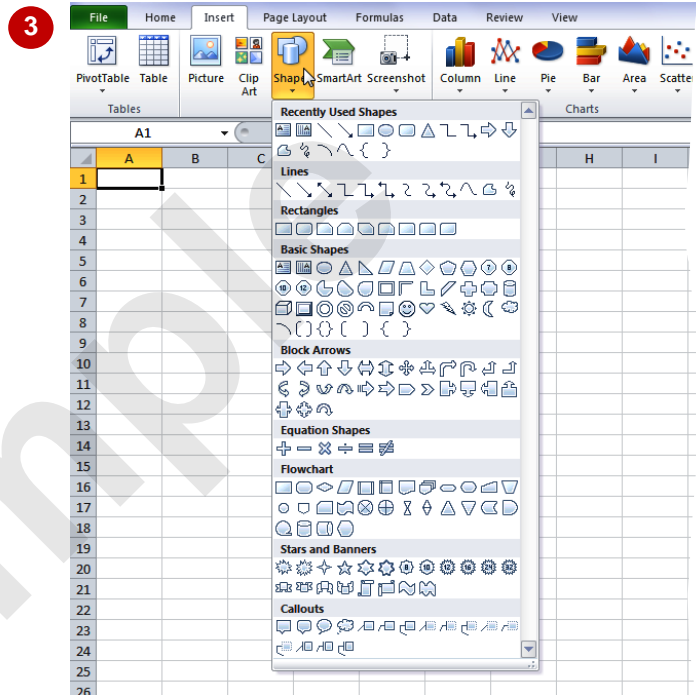 3
File Home Insert Page Layout Formulas Data Review View
PivotTable Table Picture Clip Art Shapes SmartArt Screenshot Column Line Pie Bar Area Scatte
Tables Charts
A1
A B C H I
Recently Used Shapes
Lines
Rectangles
Basic Shapes
Block Arrows
Equation Shapes
Flowchart
Stars and Banners
Callouts
1
2
3
4
5
6
7
8
9
10
11
12
13
14
15
16
17
18
19
20
21
22
23
24
25
26
mple